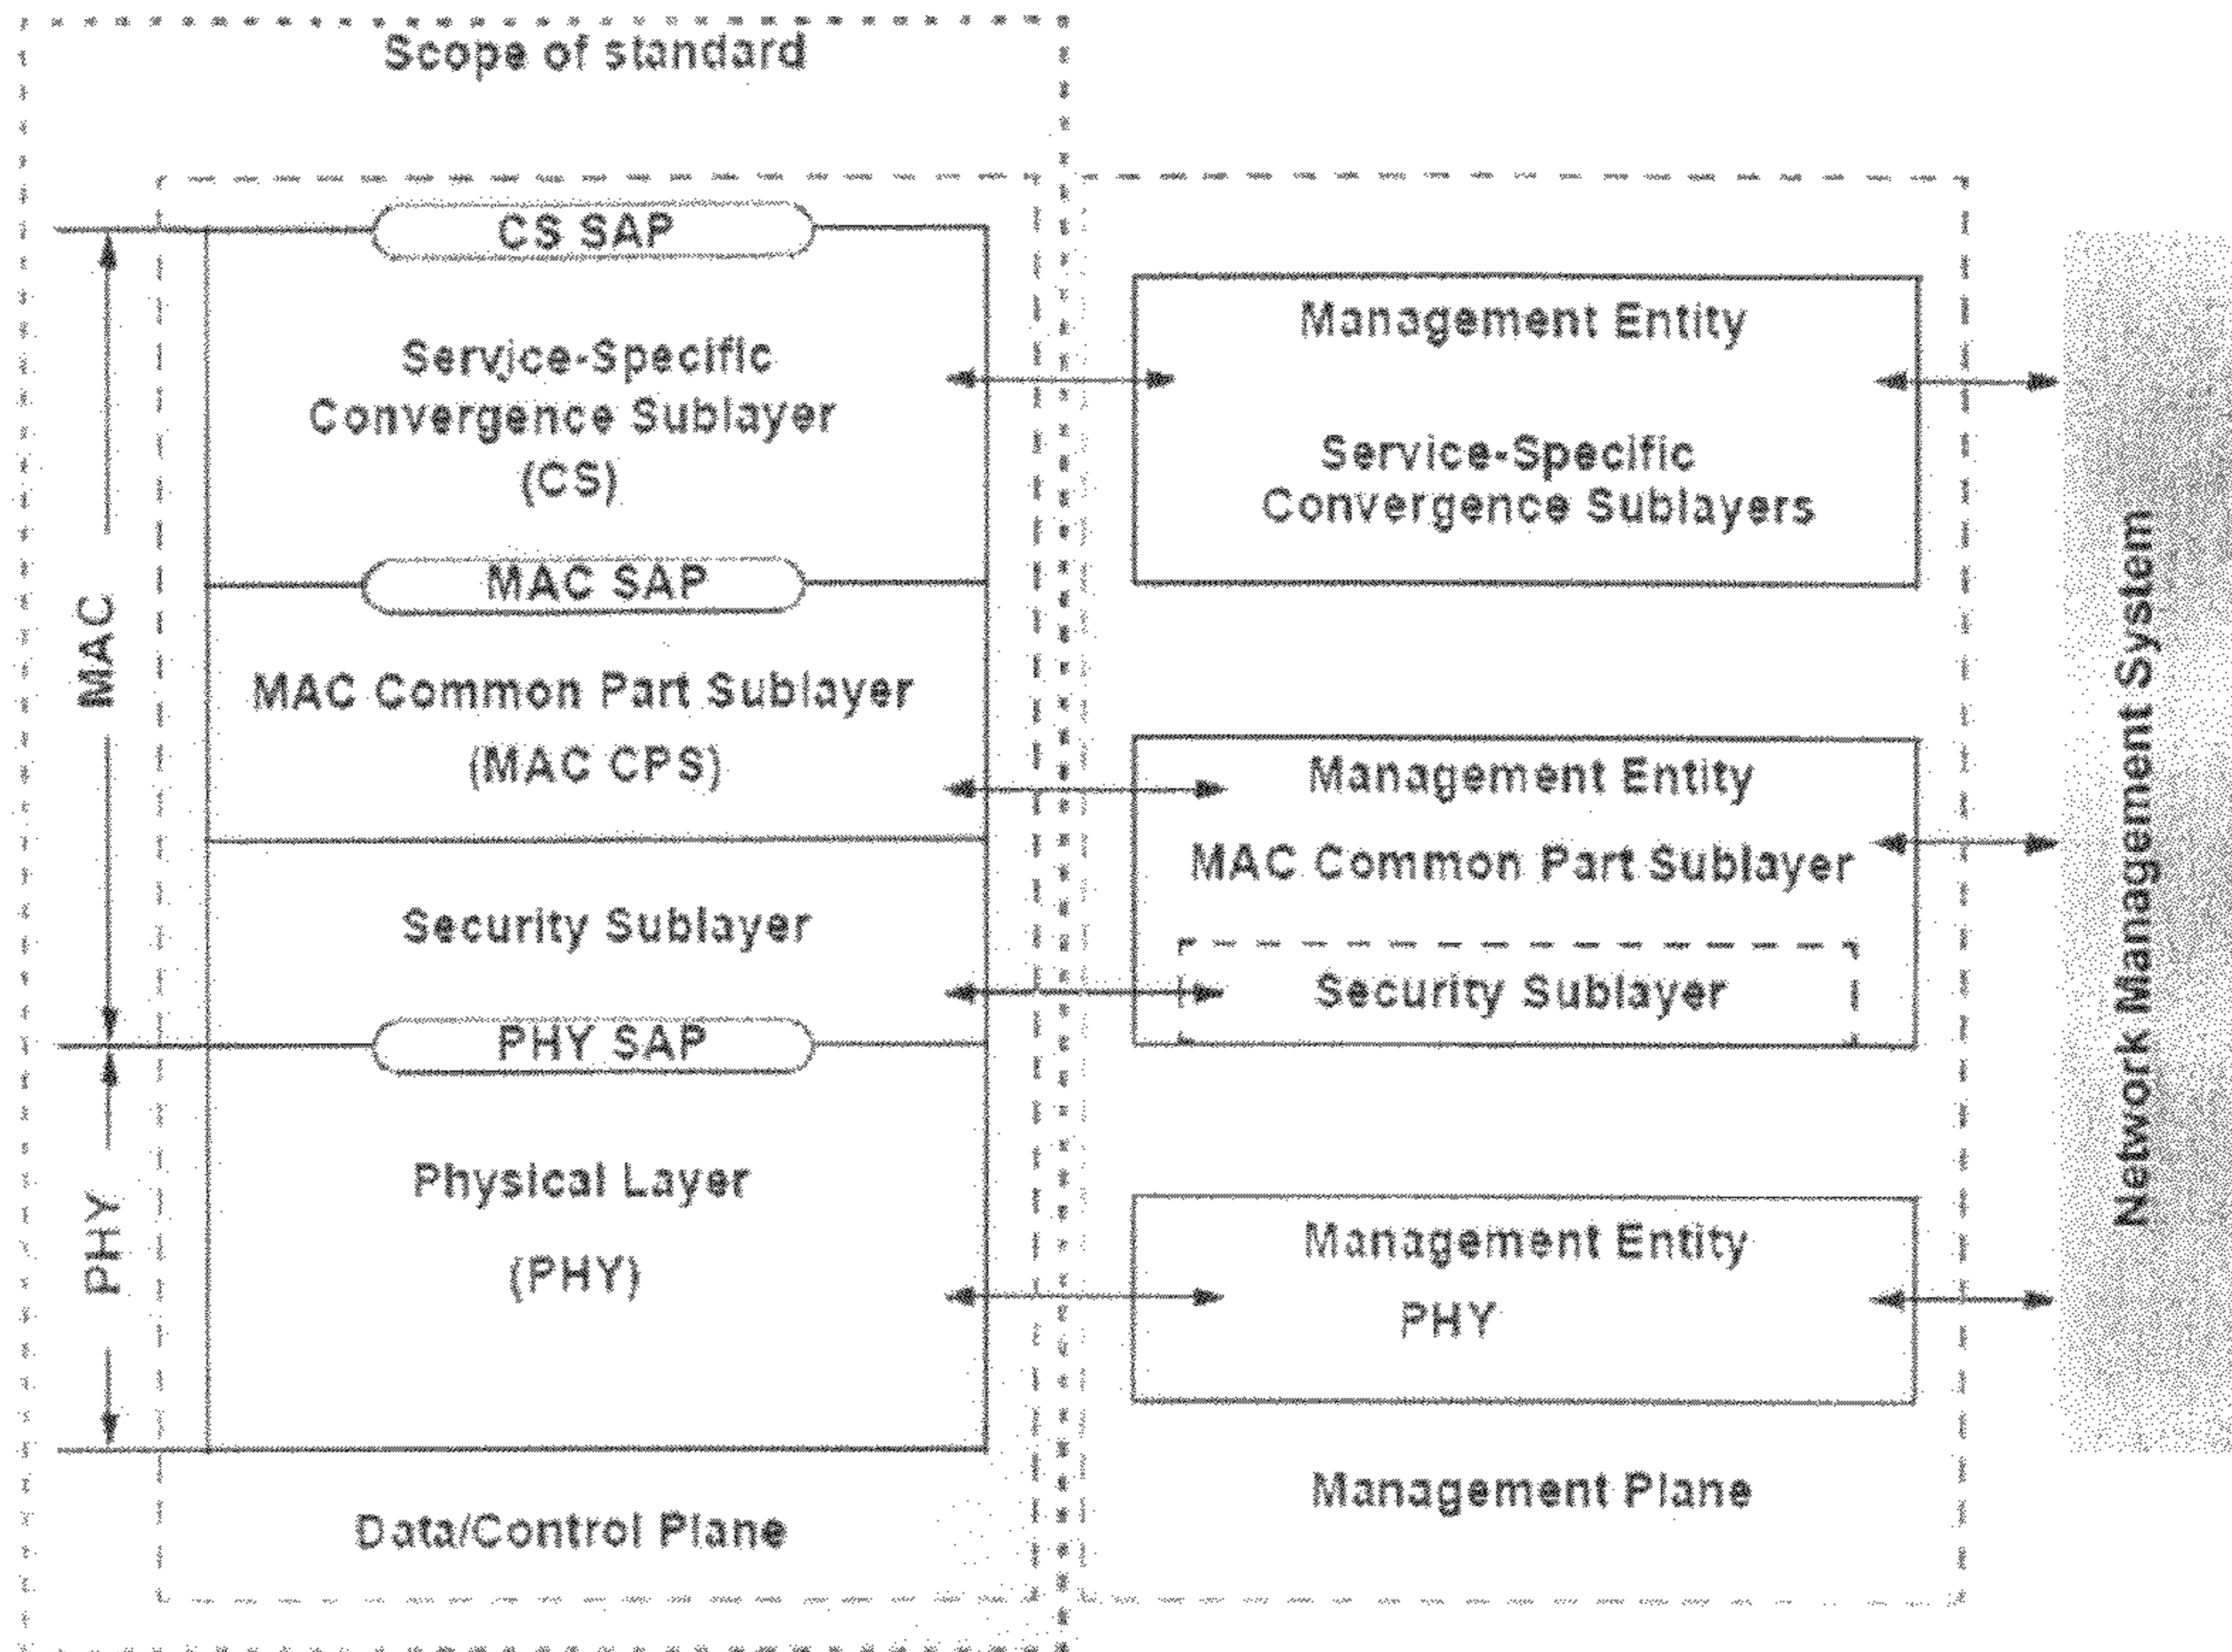 Scope of standard
CS SAP
Service-Specific
Convergence Sublayer
(CS)
MAC SAP
MAC Common Part Sublayer
(MAC CPS)
Security Sublayer
PHY SAP
Physical Layer
(PHY)
Data/Control Plane
MAC
PHY
Management Entity
Service-Specific
Convergence Sublayers
Management Entity
MAC Common Part Sublayer
Security Sublayer
Management Entity
PHY
Management Plane
Network Management System